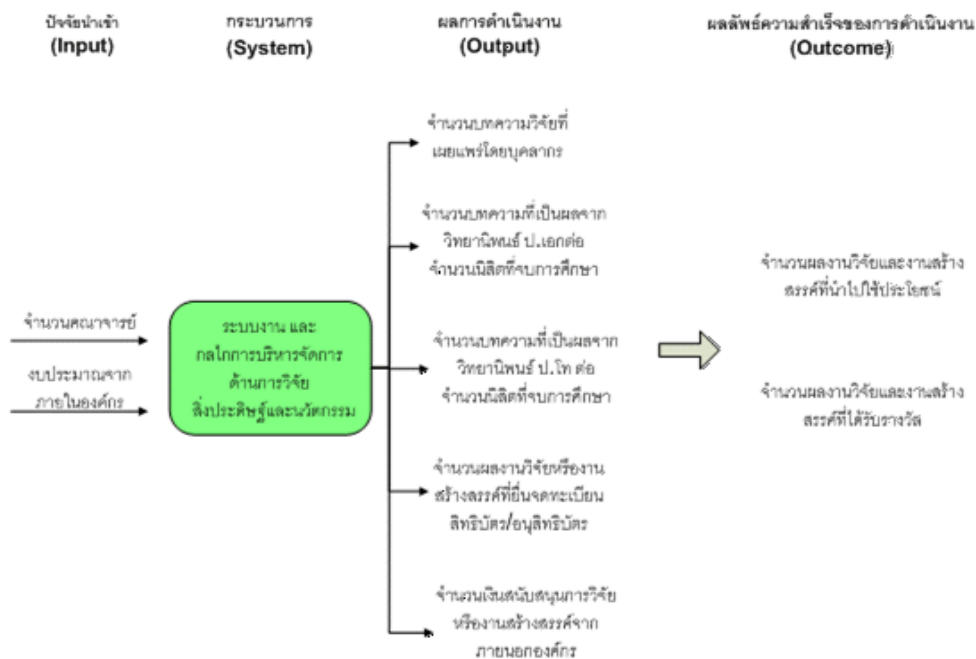 ปัจจัยนำเข้า
(Input)
กระบวนการ
(System)
ผลการดำเนินงาน
(Output)
ผลลัพธ์ความสำเร็จของการดำเนินงาน
(Outcome)
จำนวนคณาจารย์
งบประมาณจาก
ภายในองค์กร
ระบบงาน และ
กลไกการบริหารจัดการ
ด้านการวิจัย
สิ่งประดิษฐ์และนวัตกรรม
จำนวนบทความวิจัยที่
เผยแพร่โดยบุคลากร
จำนวนบทความที่เป็นผลจาก
วิทยานิพนธ์ ป.เอกต่อ
จำนวนนิสิตที่จบการศึกษา
จำนวนบทความที่เป็นผลจาก
วิทยานิพนธ์ ป.โท ต่อ
จำนวนนิสิตที่จบการศึกษา
จำนวนผลงานวิจัยหรืองาน
สร้างสรรค์ที่ยื่นจดทะเบียน
สิทธิบัตร/อนุสิทธิบัตร
จำนวนเงินสนับสนุนการวิจัย
หรืองานสร้างสรรค์จาก
ภายนอกองค์กร
จำนวนผลงานวิจัยและงานสร้าง
สรรค์ที่นำไปใช้ประโยชน์
จำนวนผลงานวิจัยและงานสร้าง
สรรค์ที่ได้รับรางวัล